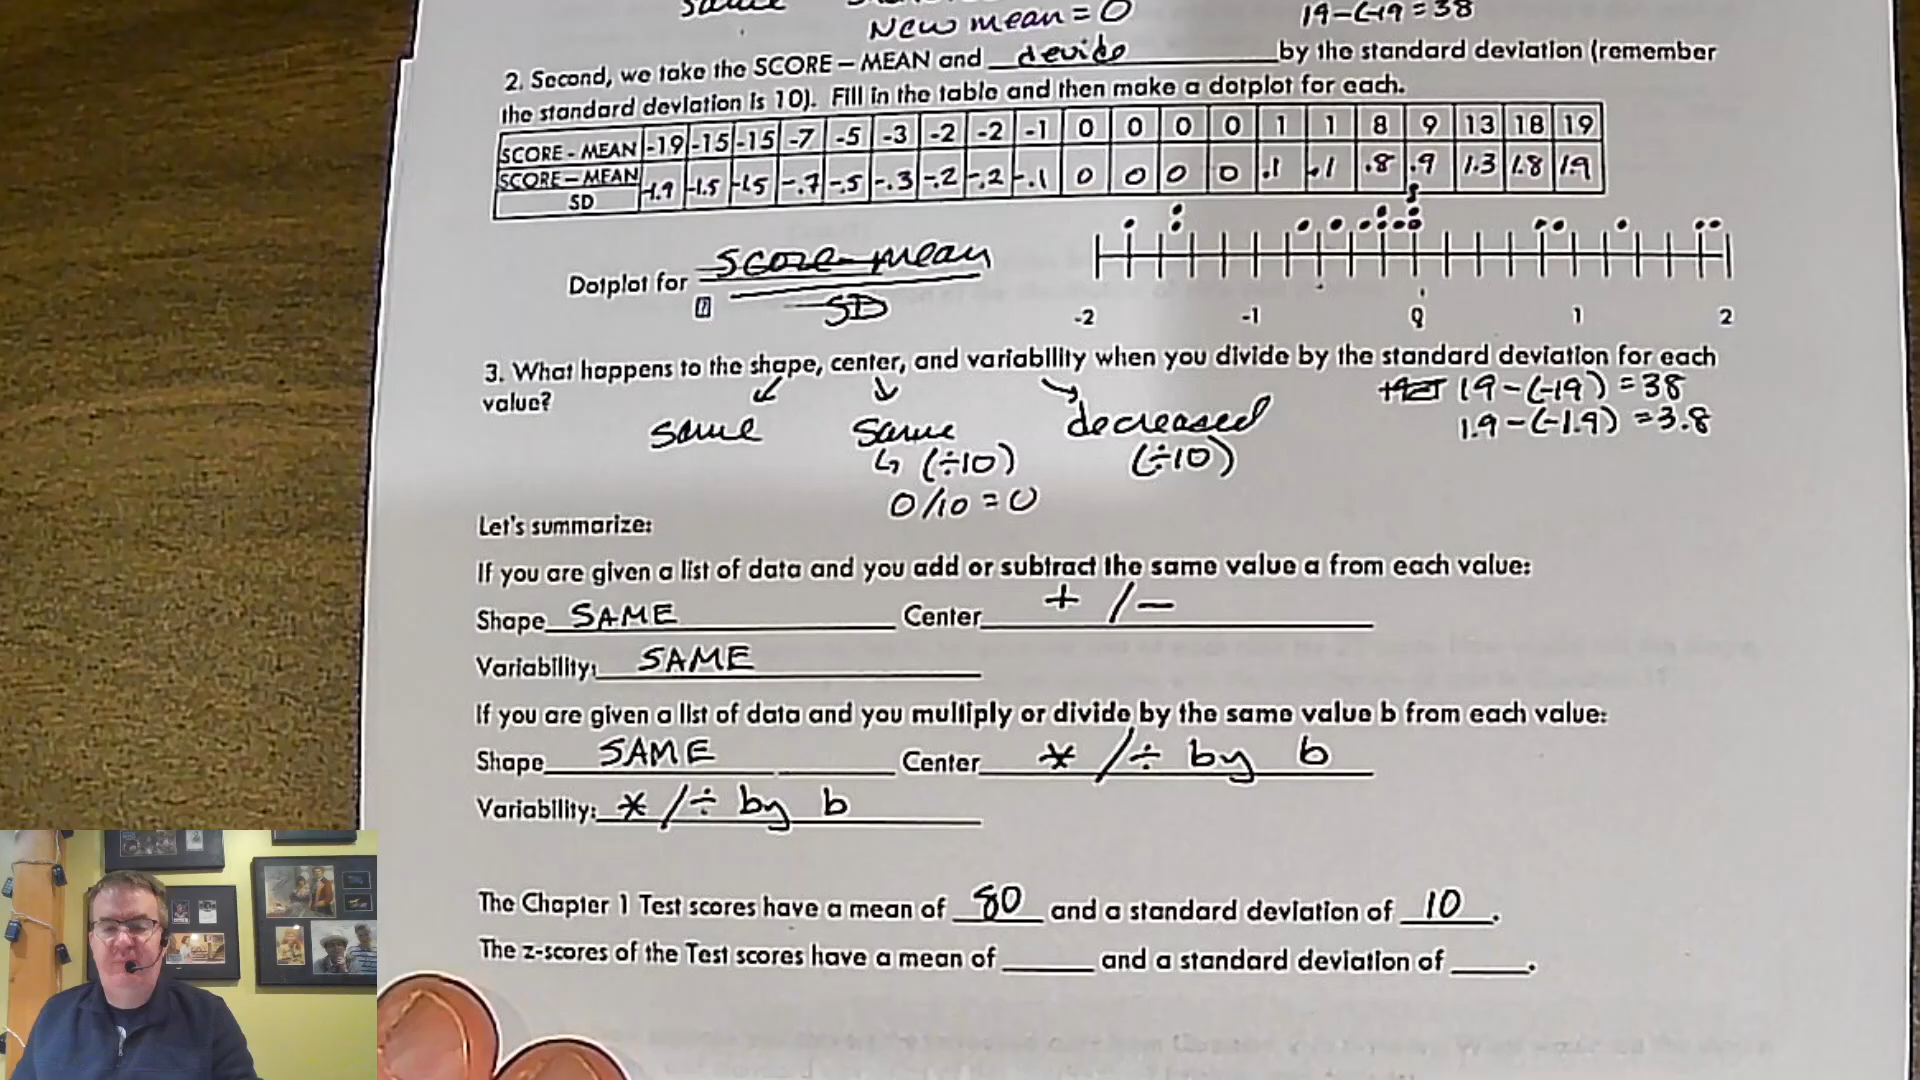 same
New mean = 0
19-(-19 = 38
2. Second, we take the SCORE – MEAN and devide by the standard deviation (remember
the standard deviation is 10). Fill in the table and then make a dotplot for each.
SCORE - MEAN -19 -15 -15 -7 -5 -3 -2 -2 -1 0 0 0 0 1 1 8 9 13 18 19
SCORE – MEAN
SD
-1.9 -1.5 -1.5 -.7 -.5 -.3 -.2 -.2 -.1 0 0 0 0 .1 .1 .8 .9 1.3 1.8 1.9
Dotplot for score - mean
SD
-2 -1 0 1 2
3. What happens to the shape, center, and variability when you divide by the standard deviation for each
value?
19-(-19) = 38
1.9-(-1.9) = 3.8
same same decreased
(÷10) (÷10)
0/10 = 0
Let's summarize:
If you are given a list of data and you add or subtract the same value a from each value:
Shape SAME Center + / -
Variability: SAME
If you are given a list of data and you multiply or divide by the same value b from each value:
Shape SAME Center * / ÷ by b
Variability: * / ÷ by b
The Chapter 1 Test scores have a mean of 80 and a standard deviation of 10.
The z-scores of the Test scores have a mean of and a standard deviation of .